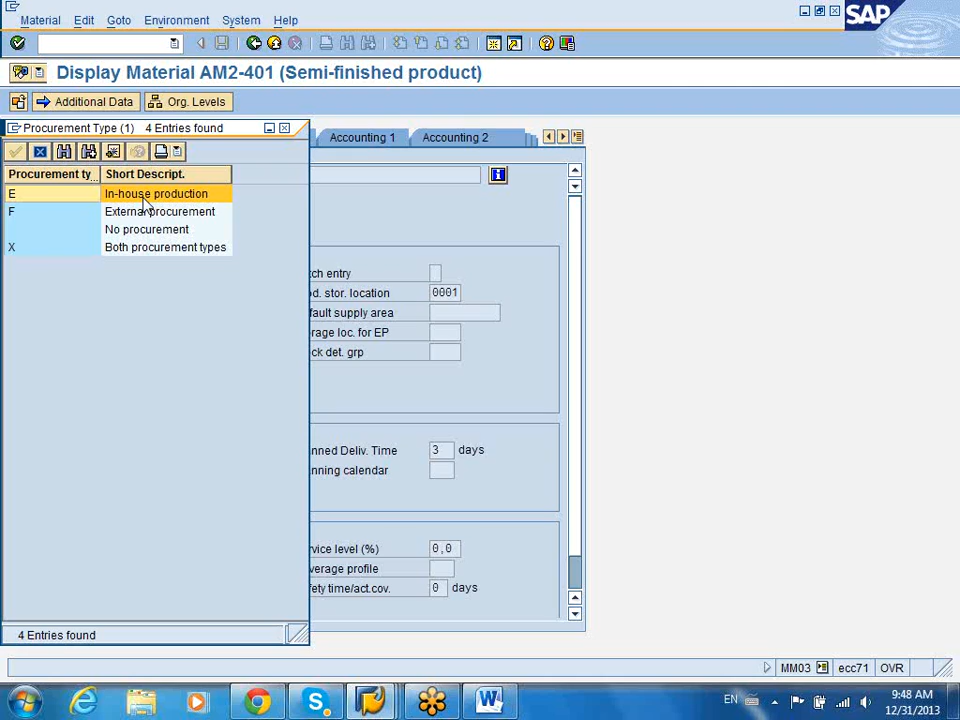 Material Edit Goto Environment System Help
SAP
Display Material AM2-401 (Semi-finished product)
Additional Data Org. Levels
Procurement Type (1) 4 Entries found
Accounting 1 Accounting 2
Procurement ty... Short Descript.
E In-house production
F External procurement
No procurement
X Both procurement types
tch entry
od. stor. location 0001
fault supply area
rage loc. for EP
ck det. grp
nned Deliv. Time 3 days
nning calendar
rvice level (%) 0,0
verage profile
fety time/act.cov. 0 days
4 Entries found
MM03 ecc71 OVR
EN 9:48 AM
12/31/2013